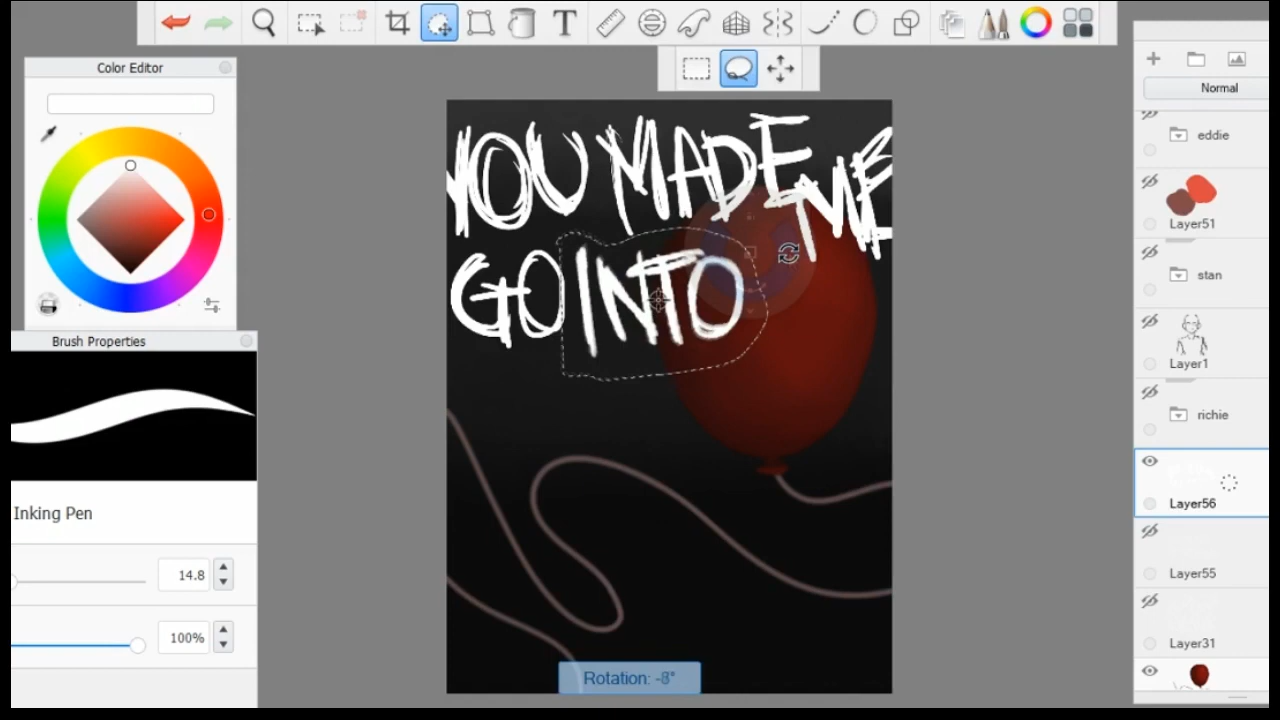 T
Color Editor
Normal
eddie
Layer51
stan
Layer1
richie
Layer56
Layer55
Layer31
Brush Properties
Inking Pen
14.8
100%
YOU MADE ME
GO INTO
Rotation: -8°